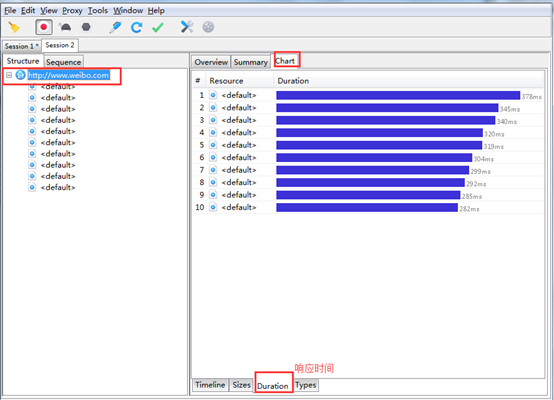 File Edit View Proxy Tools Window Help
Session 1 * Session 2
Structure Sequence
http://www.weibo.com
<default>
<default>
<default>
<default>
<default>
<default>
<default>
<default>
<default>
<default>
Overview Summary Chart
# Resource Duration
1 <default> 378ms
2 <default> 345ms
3 <default> 340ms
4 <default> 320ms
5 <default> 319ms
6 <default> 304ms
7 <default> 299ms
8 <default> 292ms
9 <default> 285ms
10 <default> 282ms
响应时间
Timeline Sizes Duration Types